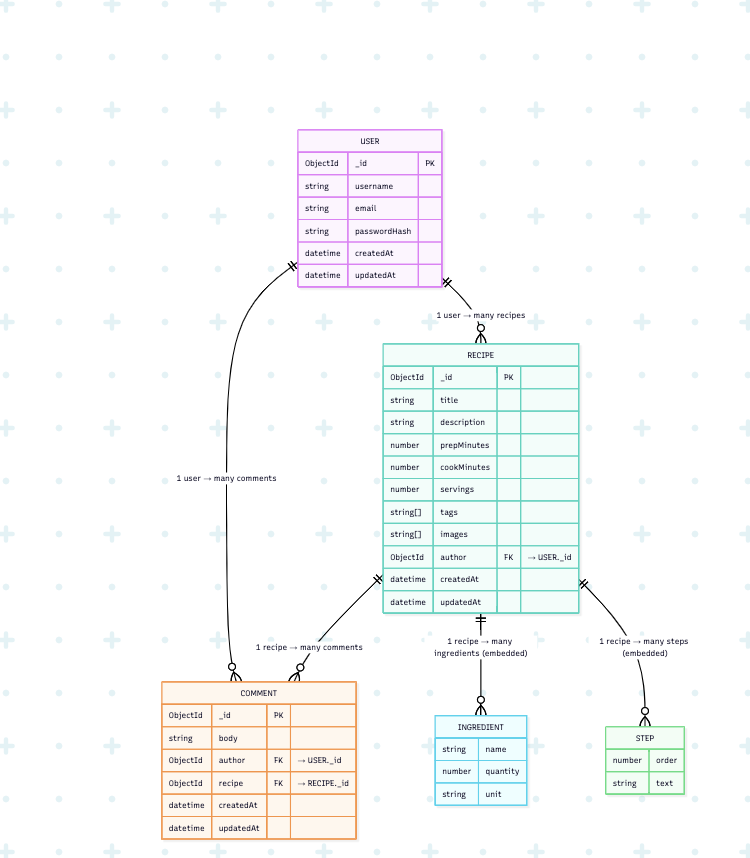 USER
ObjectId _id PK
string username
string email
string passwordHash
datetime createdAt
datetime updatedAt
1 user → many recipes
RECIPE
ObjectId _id PK
string title
string description
number prepMinutes
number cookMinutes
number servings
string[] tags
string[] images
ObjectId author FK → USER._id
datetime createdAt
datetime updatedAt
1 user → many comments
1 recipe → many comments
1 recipe → many
ingredients (embedded)
1 recipe → many steps
(embedded)
COMMENT
ObjectId _id PK
string body
ObjectId author FK → USER._id
ObjectId recipe FK → RECIPE._id
datetime createdAt
datetime updatedAt
INGREDIENT
string name
number quantity
string unit
STEP
number order
string text